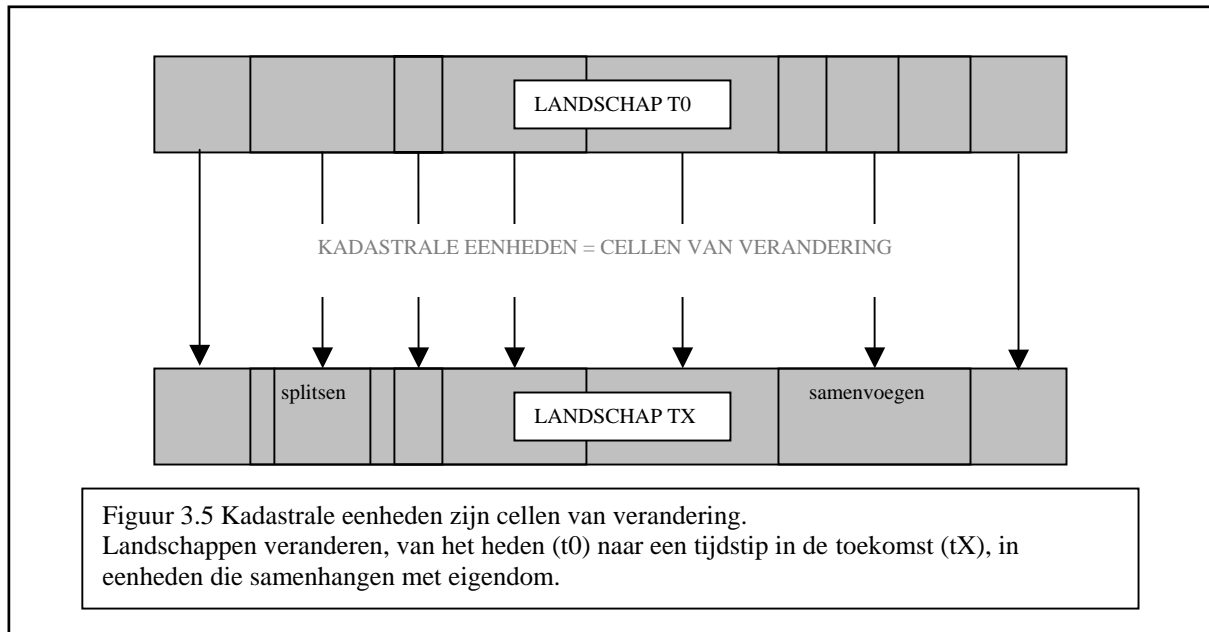 LANDSCHAP T0
KADASTRALE EENHEDEN = CELLEN VAN VERANDERING
splitsen
samenvoegen
LANDSCHAP TX
Figuur 3.5 Kadastrale eenheden zijn cellen van verandering.
Landschappen veranderen, van het heden (t0) naar een tijdstip in de toekomst (tX), in
eenheden die samenhangen met eigendom.